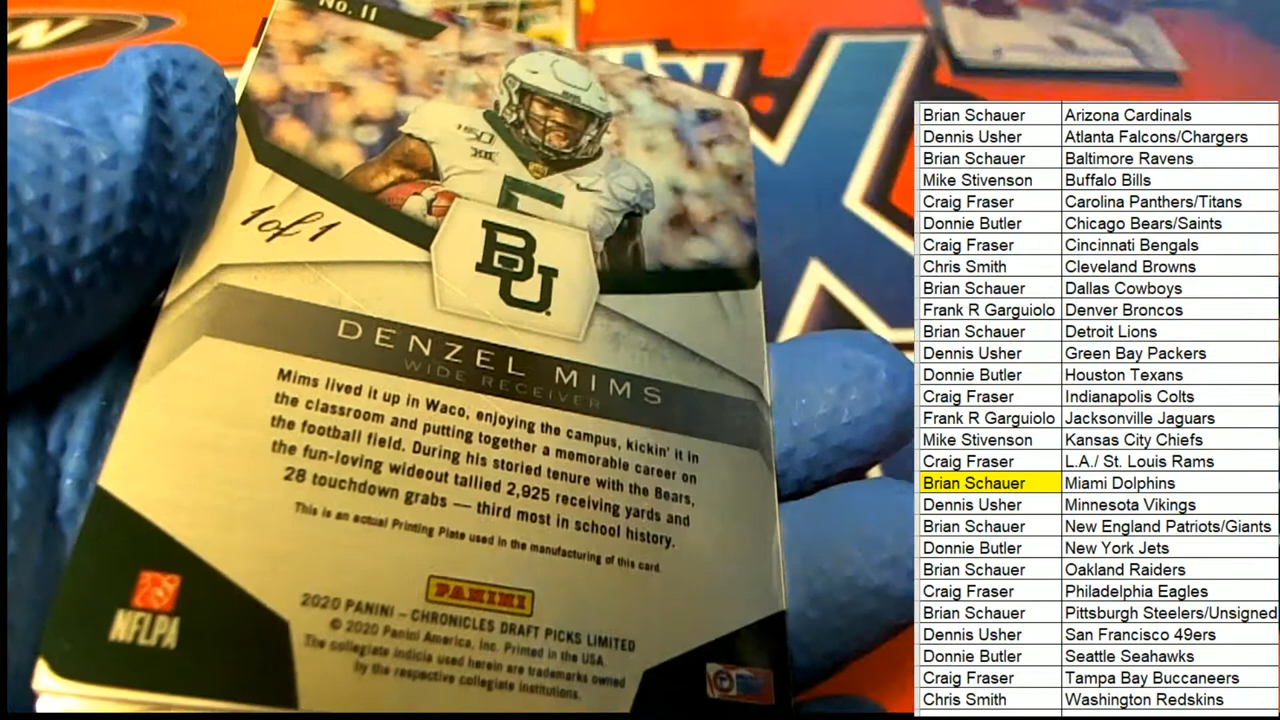 No. 11
150
XII
1 of 1
BU
DENZEL MIMS
WIDE RECEIVER
Mims lived it up in Waco, enjoying the campus, kickin' it in
the classroom and putting together a memorable career on
the football field. During his storied tenure with the Bears,
the fun-loving wideout tallied 2,925 receiving yards and
28 touchdown grabs — third most in school history.
This is an actual Printing Plate used in the manufacturing of this card.
PANINI
2020 PANINI – CHRONICLES DRAFT PICKS LIMITED
© 2020 Panini America, Inc. Printed in the USA.
The collegiate indicia used herein are trademarks owned
by the respective collegiate institutions.
NFLPA
Brian Schauer Arizona Cardinals
Dennis Usher Atlanta Falcons/Chargers
Brian Schauer Baltimore Ravens
Mike Stivenson Buffalo Bills
Craig Fraser Carolina Panthers/Titans
Donnie Butler Chicago Bears/Saints
Craig Fraser Cincinnati Bengals
Chris Smith Cleveland Browns
Brian Schauer Dallas Cowboys
Frank R Garguiolo Denver Broncos
Brian Schauer Detroit Lions
Dennis Usher Green Bay Packers
Donnie Butler Houston Texans
Craig Fraser Indianapolis Colts
Frank R Garguiolo Jacksonville Jaguars
Mike Stivenson Kansas City Chiefs
Craig Fraser L.A./ St. Louis Rams
Brian Schauer Miami Dolphins
Dennis Usher Minnesota Vikings
Brian Schauer New England Patriots/Giants
Donnie Butler New York Jets
Brian Schauer Oakland Raiders
Craig Fraser Philadelphia Eagles
Brian Schauer Pittsburgh Steelers/Unsigned
Dennis Usher San Francisco 49ers
Donnie Butler Seattle Seahawks
Craig Fraser Tampa Bay Buccaneers
Chris Smith Washington Redskins